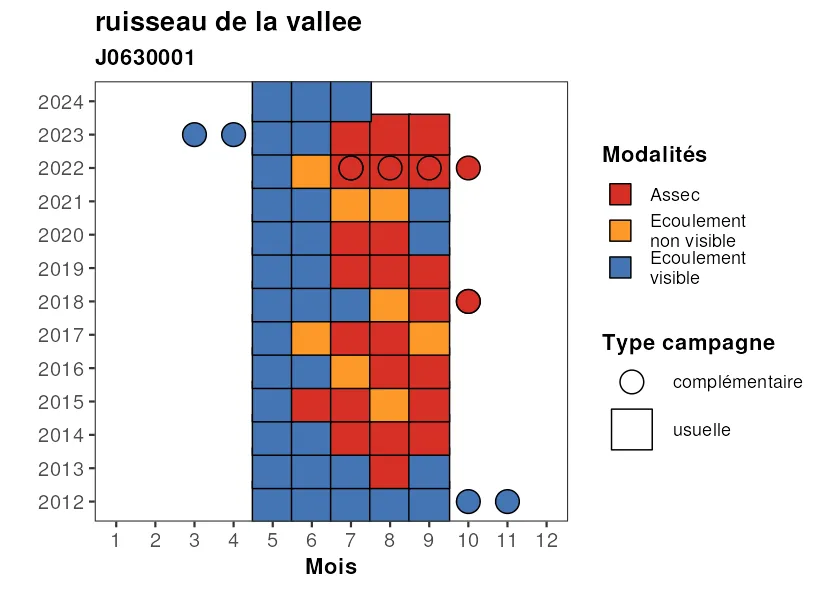 ruisseau de la vallee
J0630001
2024
2023
2022
2021
2020
2019
2018
2017
2016
2015
2014
2013
2012
1 2 3 4 5 6 7 8 9 10 11 12
Mois
Modalités
Assec
Ecoulement
non visible
Ecoulement
visible
Type campagne
complémentaire
usuelle